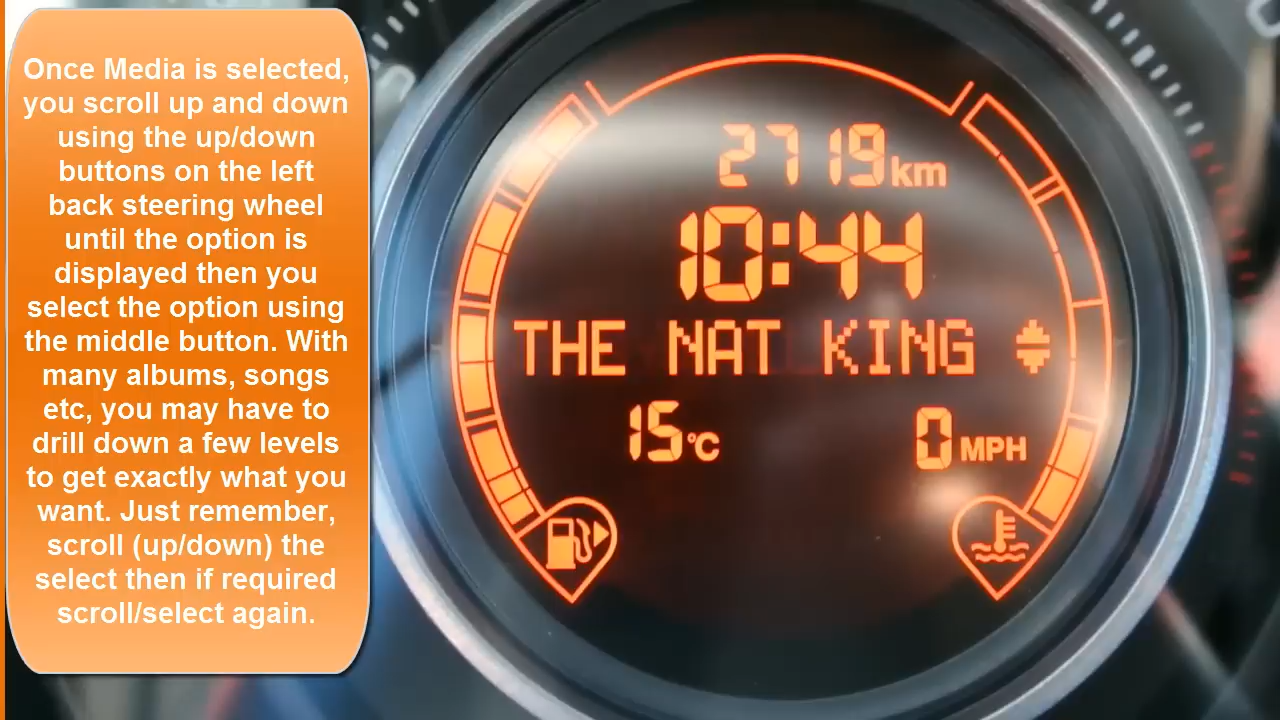 Once Media is selected,
you scroll up and down
using the up/down
buttons on the left
back steering wheel
until the option is
displayed then you
select the option using
the middle button. With
many albums, songs
etc, you may have to
drill down a few levels
to get exactly what you
want. Just remember,
scroll (up/down) the
select then if required
scroll/select again.
2719 km
10:44
THE NAT KING
15 °C
0 MPH